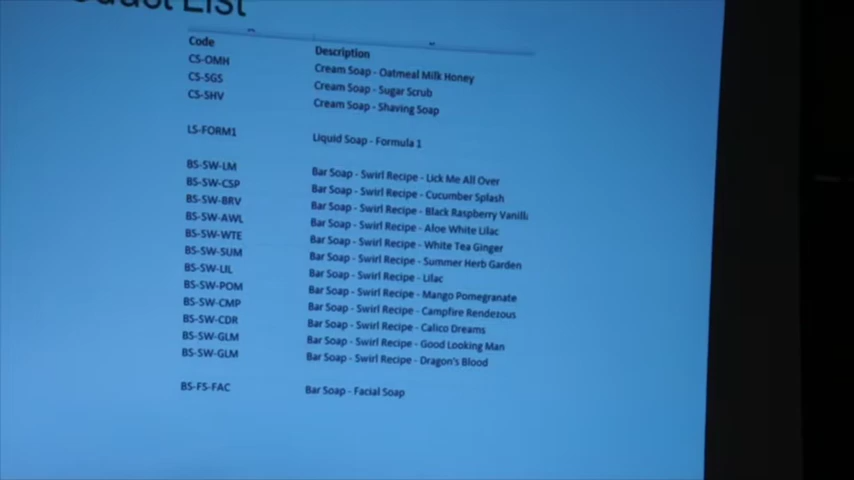 List
Code Description
CS-OMH Cream Soap - Oatmeal Milk Honey
CS-SGS Cream Soap - Sugar Scrub
CS-SHV Cream Soap - Shaving Soap
LS-FORM1 Liquid Soap - Formula 1
BS-SW-LM Bar Soap - Swirl Recipe - Lick Me All Over
BS-SW-CSP Bar Soap - Swirl Recipe - Cucumber Splash
BS-SW-BRV Bar Soap - Swirl Recipe - Black Raspberry Vanilla
BS-SW-AWL Bar Soap - Swirl Recipe - Aloe White Lilac
BS-SW-WTE Bar Soap - Swirl Recipe - White Tea Ginger
BS-SW-SUM Bar Soap - Swirl Recipe - Summer Herb Garden
BS-SW-LIL Bar Soap - Swirl Recipe - Lilac
BS-SW-POM Bar Soap - Swirl Recipe - Mango Pomegranate
BS-SW-CMP Bar Soap - Swirl Recipe - Campfire Rendezous
BS-SW-CDR Bar Soap - Swirl Recipe - Calico Dreams
BS-SW-GLM Bar Soap - Swirl Recipe - Good Looking Man
BS-SW-GLM Bar Soap - Swirl Recipe - Dragon's Blood
BS-FS-FAC Bar Soap - Facial Soap